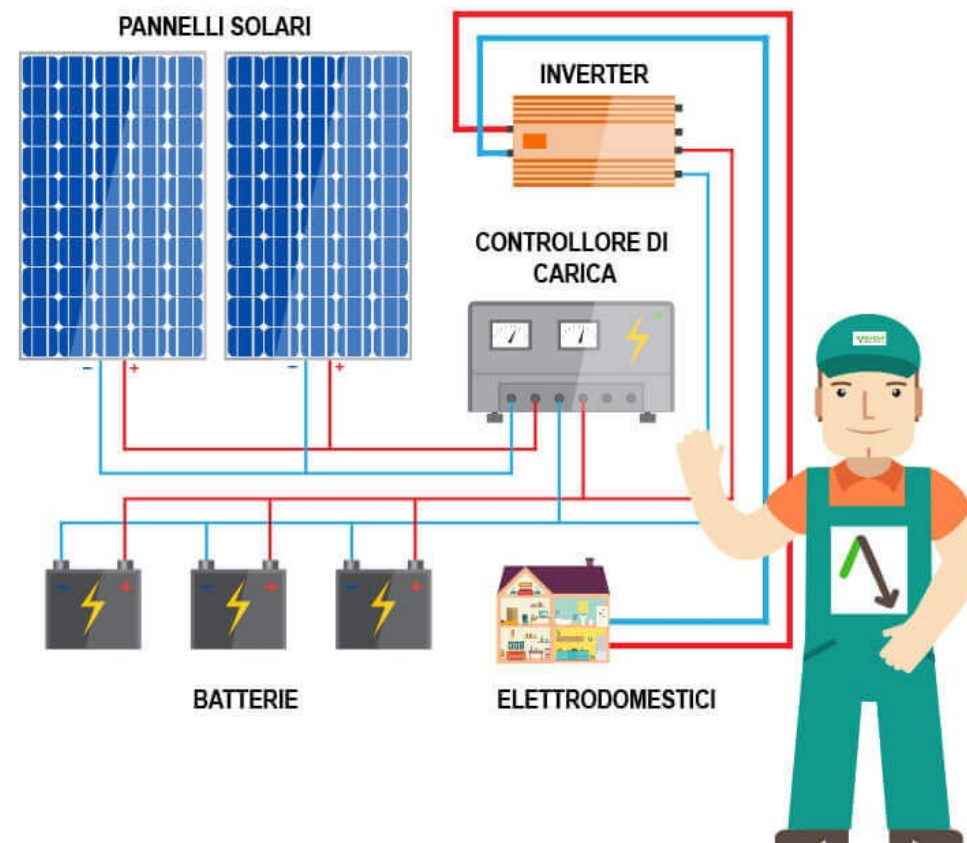 PANNELLI SOLARI
INVERTER
CONTROLLORE DI
CARICA
- +
- +
- +
- +
- +
BATTERIE
ELETTRODOMESTICI